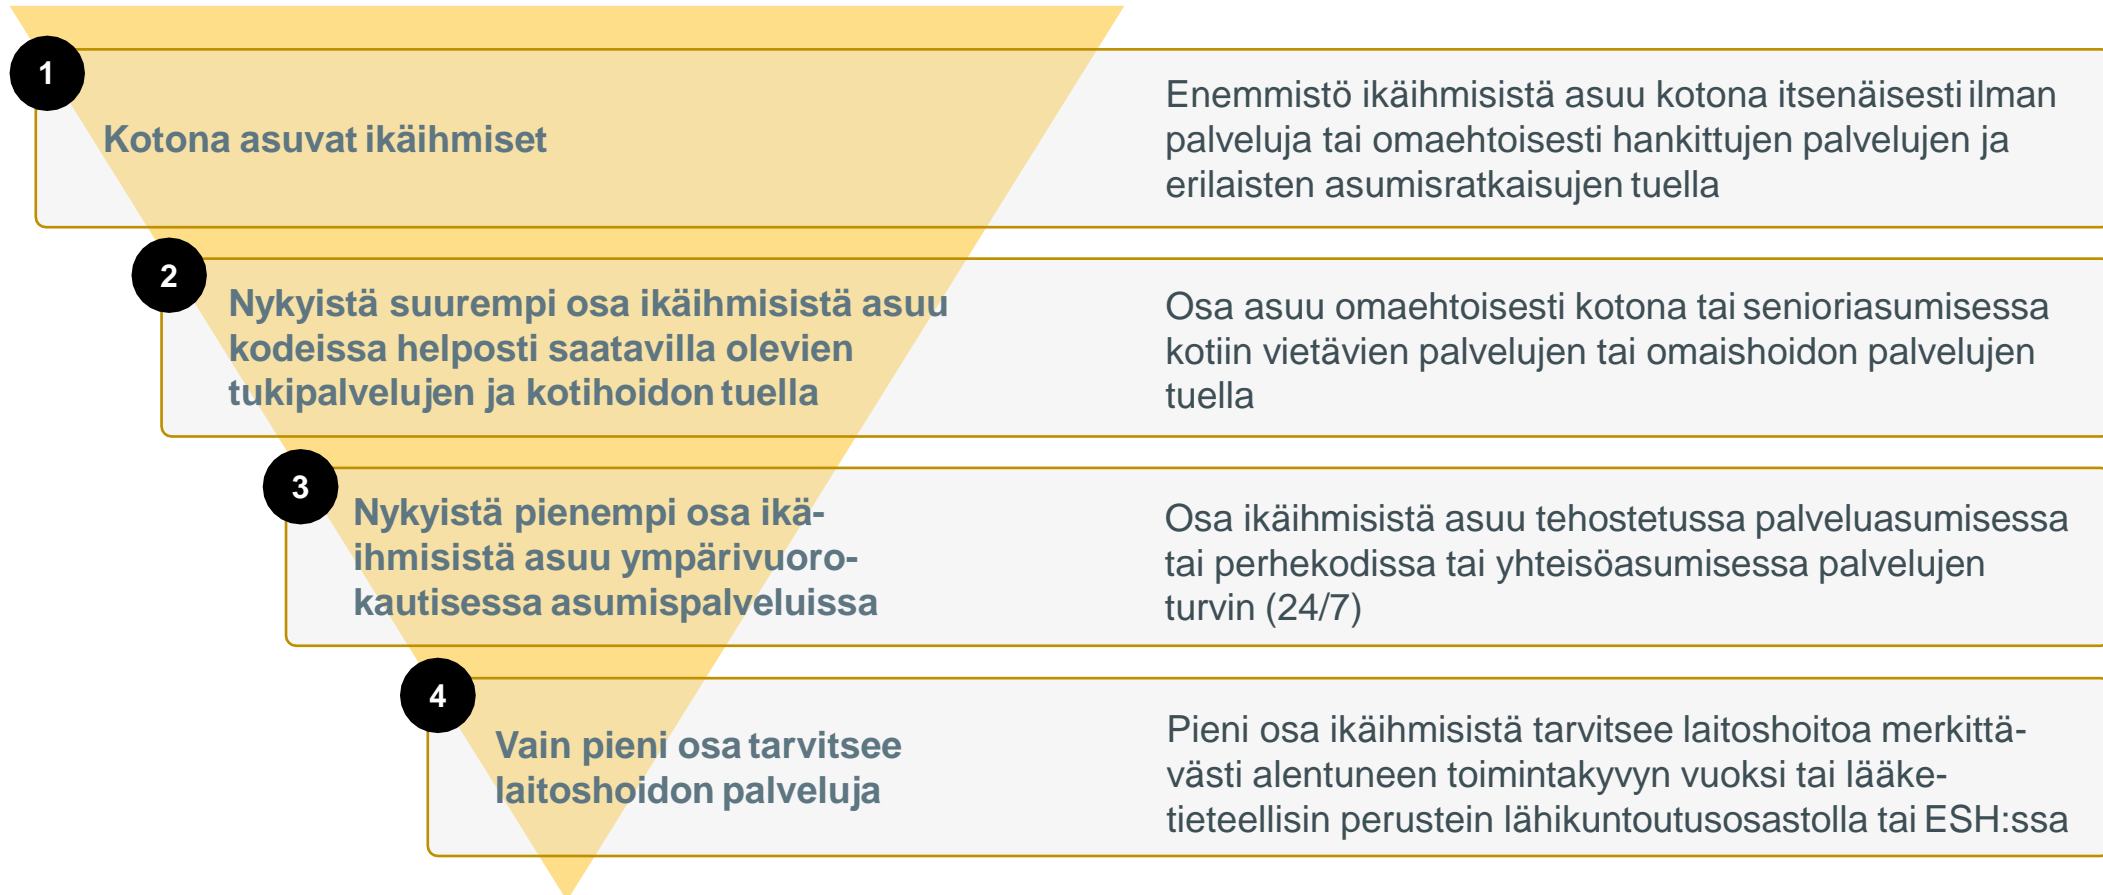 1
Kotona asuvat ikäihmiset
Enemmistö ikäihmisistä asuu kotona itsenäisesti ilman
palveluja tai omaehtoisesti hankittujen palvelujen ja
erilaisten asumisratkaisujen tuella
2
Nykyistä suurempi osa ikäihmisistä asuu
kodeissa helposti saatavilla olevien
tukipalvelujen ja kotihoidon tuella
Osa asuu omaehtoisesti kotona tai senioriasumisessa
kotiin vietävien palvelujen tai omaishoidon palvelujen
tuella
3
Nykyistä pienempi osa ikä-
ihmisistä asuu ympärivuoro-
kautisessa asumispalveluissa
Osa ikäihmisistä asuu tehostetussa palveluasumisessa
tai perhekodissa tai yhteisöasumisessa palvelujen
turvin (24/7)
4
Vain pieni osa tarvitsee
laitoshoidon palveluja
Pieni osa ikäihmisistä tarvitsee laitoshoitoa merkittä-
västi alentuneen toimintakyvyn vuoksi tai lääke-
tieteellisin perustein lähikuntoutusosastolla tai ESH:ssa